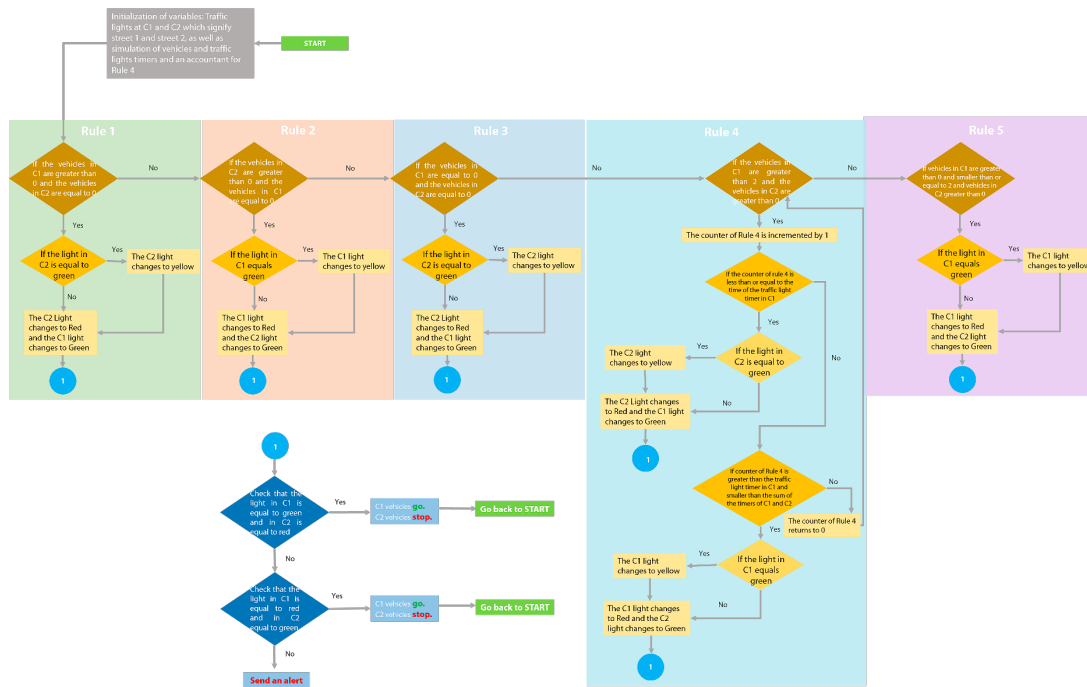 Initialization of variables: Traffic
lights at C1 and C2 which signify
street 1 and street 2, as well as
simulation of vehicles and traffic
lights timers and an accountant for
Rule 4
START
Rule 1
Rule 2
Rule 3
Rule 4
Rule 5
If the vehicles in
C1 are greater than
0 and the vehicles
in C2 are equal to 0
No
Yes
If the light in
C2 is equal to
green
Yes
The C2 light
changes to yellow
No
The C2 Light
changes to Red
and the C1 light
changes to Green
1
If the vehicles in
C2 are greater
than 0 and the
vehicles in C1
are equal to 0
No
Yes
If the light in
C1 equals
green
Yes
The C1 light
changes to yellow
No
The C1 light
changes to Red
and the C2 light
changes to Green
1
If the vehicles in
C1 are equal to 0
and the vehicles in
C2 are equal to 0
No
Yes
If the light in
C2 is equal to
green
Yes
The C2 light
changes to yellow
No
The C2 Light
changes to Red
and the C1 light
changes to Green
1
If the vehicles in
C1 are greater
than 2 and the
vehicles in C2 are
greater than 0
No
Yes
The counter of Rule 4 is incremented by 1
If the counter of rule 4 is
less than or equal to the
time of the traffic light
timer in C1
Yes
No
If the light in
C2 is equal to
green
Yes
The C2 light
changes to yellow
No
The C2 Light changes
to Red and the C1 light
changes to Green
1
If counter of Rule 4 is
greater than the traffic
light timer in C1 and
smaller than the sum of
the timers of C1 and C2
No
The counter of Rule 4
returns to 0
Yes
If the light in
C1 equals
green
Yes
The C1 light
changes to yellow
No
The C1 light changes
to Red and the C2
light changes to Green
1
If vehicles in C1 are greater
than 0 and smaller than or
equal to 2 and vehicles in
C2 greater than 0
Yes
If the light in
C1 equals
green
Yes
The C1 light
changes to yellow
No
The C1 light
changes to Red
and the C2 light
changes to Green
1
1
Check that the
light in C1 is
equal to green
and in C2 is
equal to red
Yes
C1 vehicles go.
C2 vehicles stop.
Go back to START
No
Check that the
light in C1 is
equal to red
and in C2
equal to green
Yes
C1 vehicles go.
C2 vehicles stop.
Go back to START
No
Send an alert